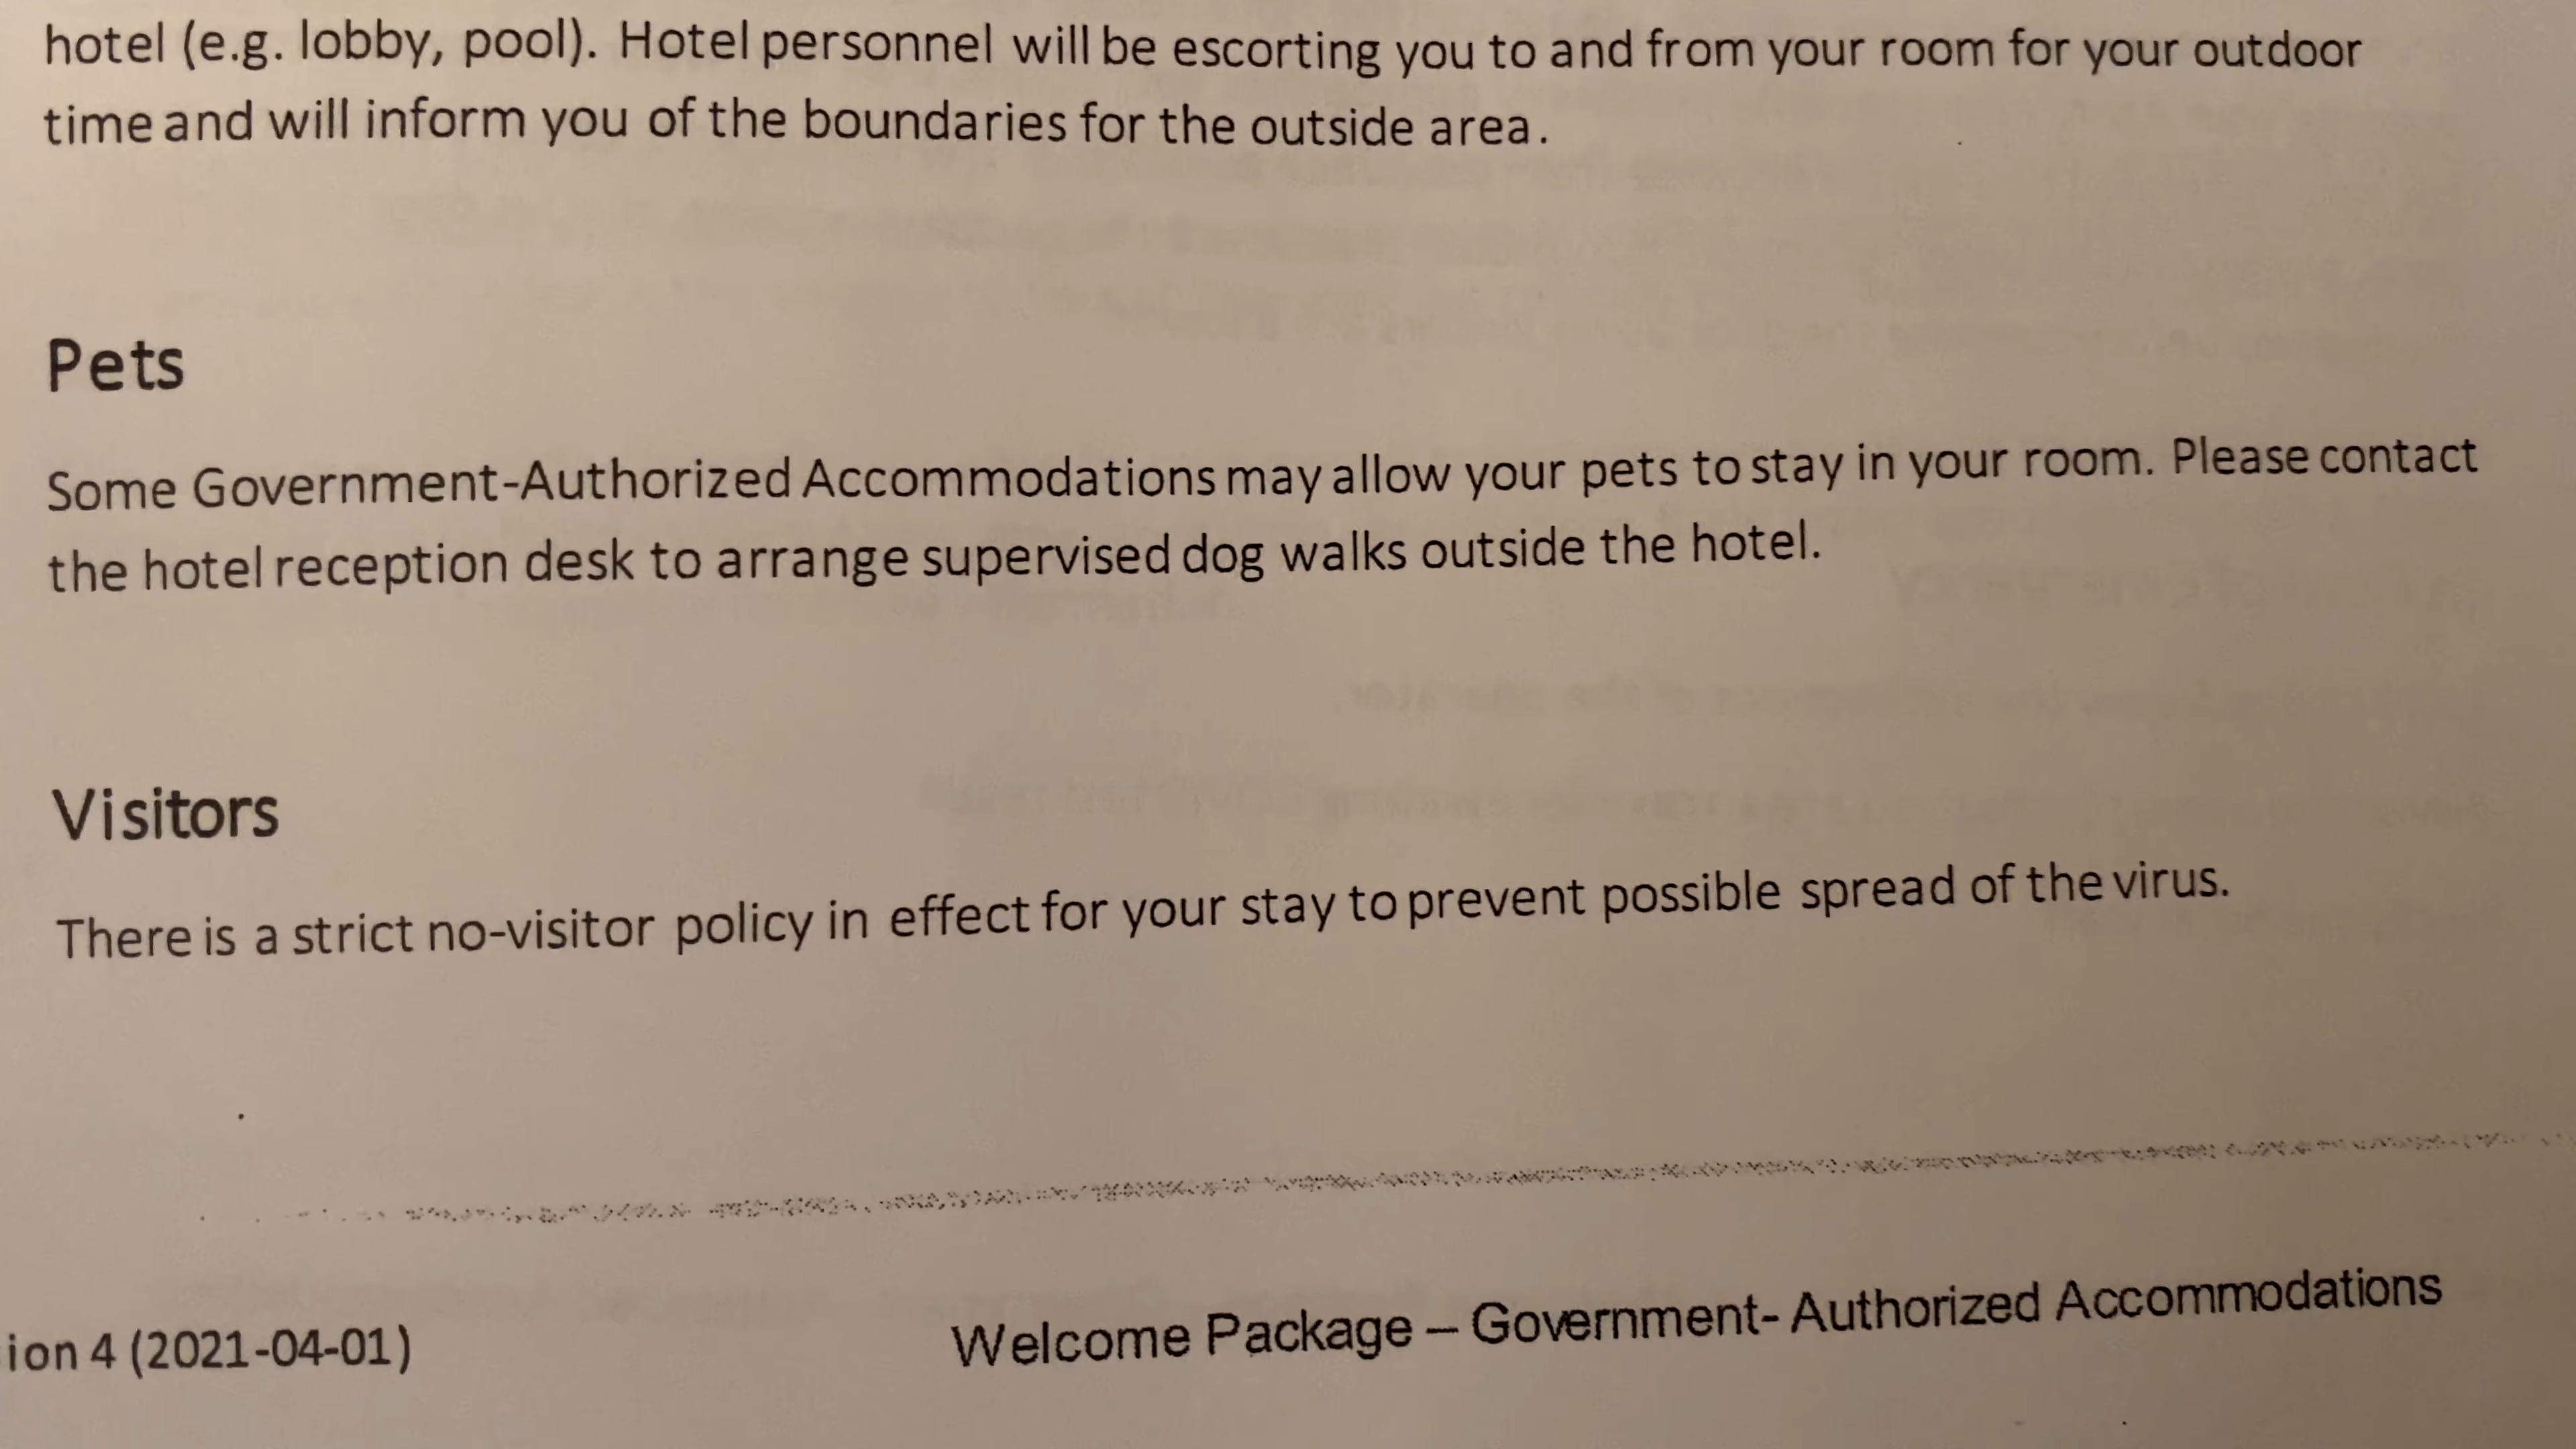 hotel (e.g. lobby, pool). Hotel personnel will be escorting you to and from your room for your outdoor
time and will inform you of the boundaries for the outside area.
Pets
Some Government-Authorized Accommodations may allow your pets to stay in your room. Please contact
the hotel reception desk to arrange supervised dog walks outside the hotel.
Visitors
There is a strict no-visitor policy in effect for your stay to prevent possible spread of the virus.
ion 4 (2021-04-01)
Welcome Package – Government- Authorized Accommodations